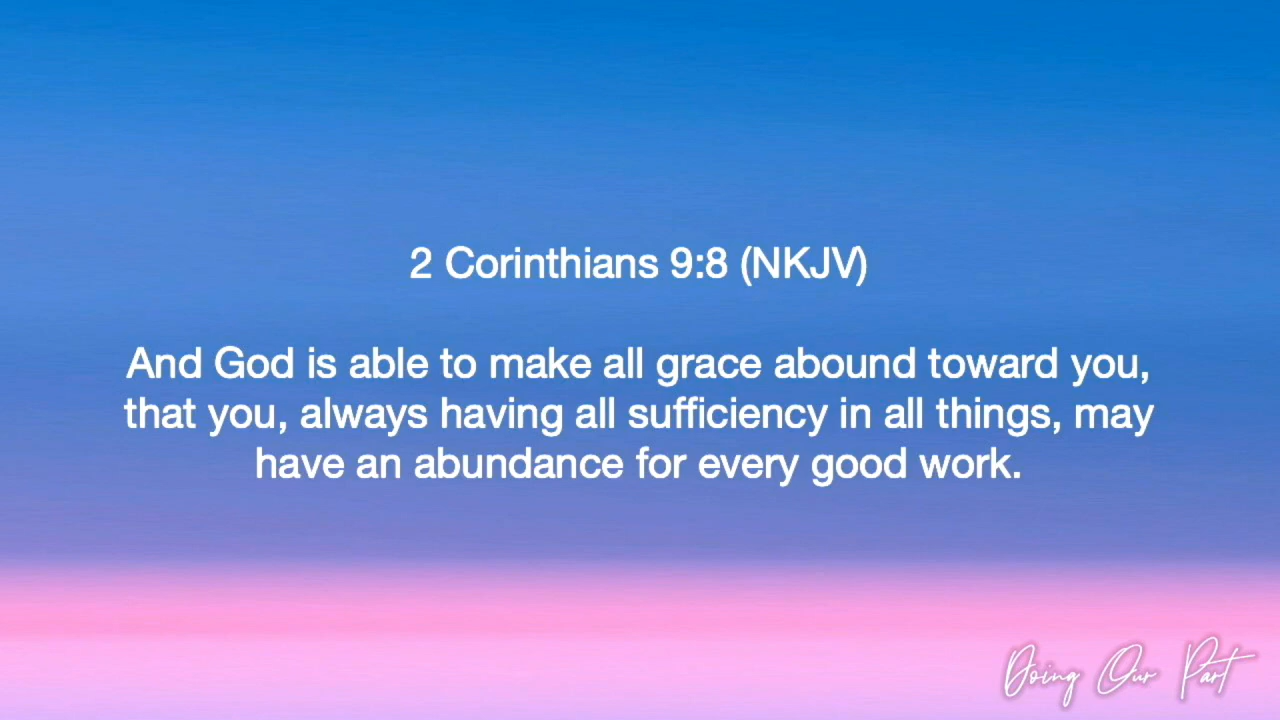 2 Corinthians 9:8 (NKJV)
And God is able to make all grace abound toward you,
that you, always having all sufficiency in all things, may
have an abundance for every good work.
Doing Our Part